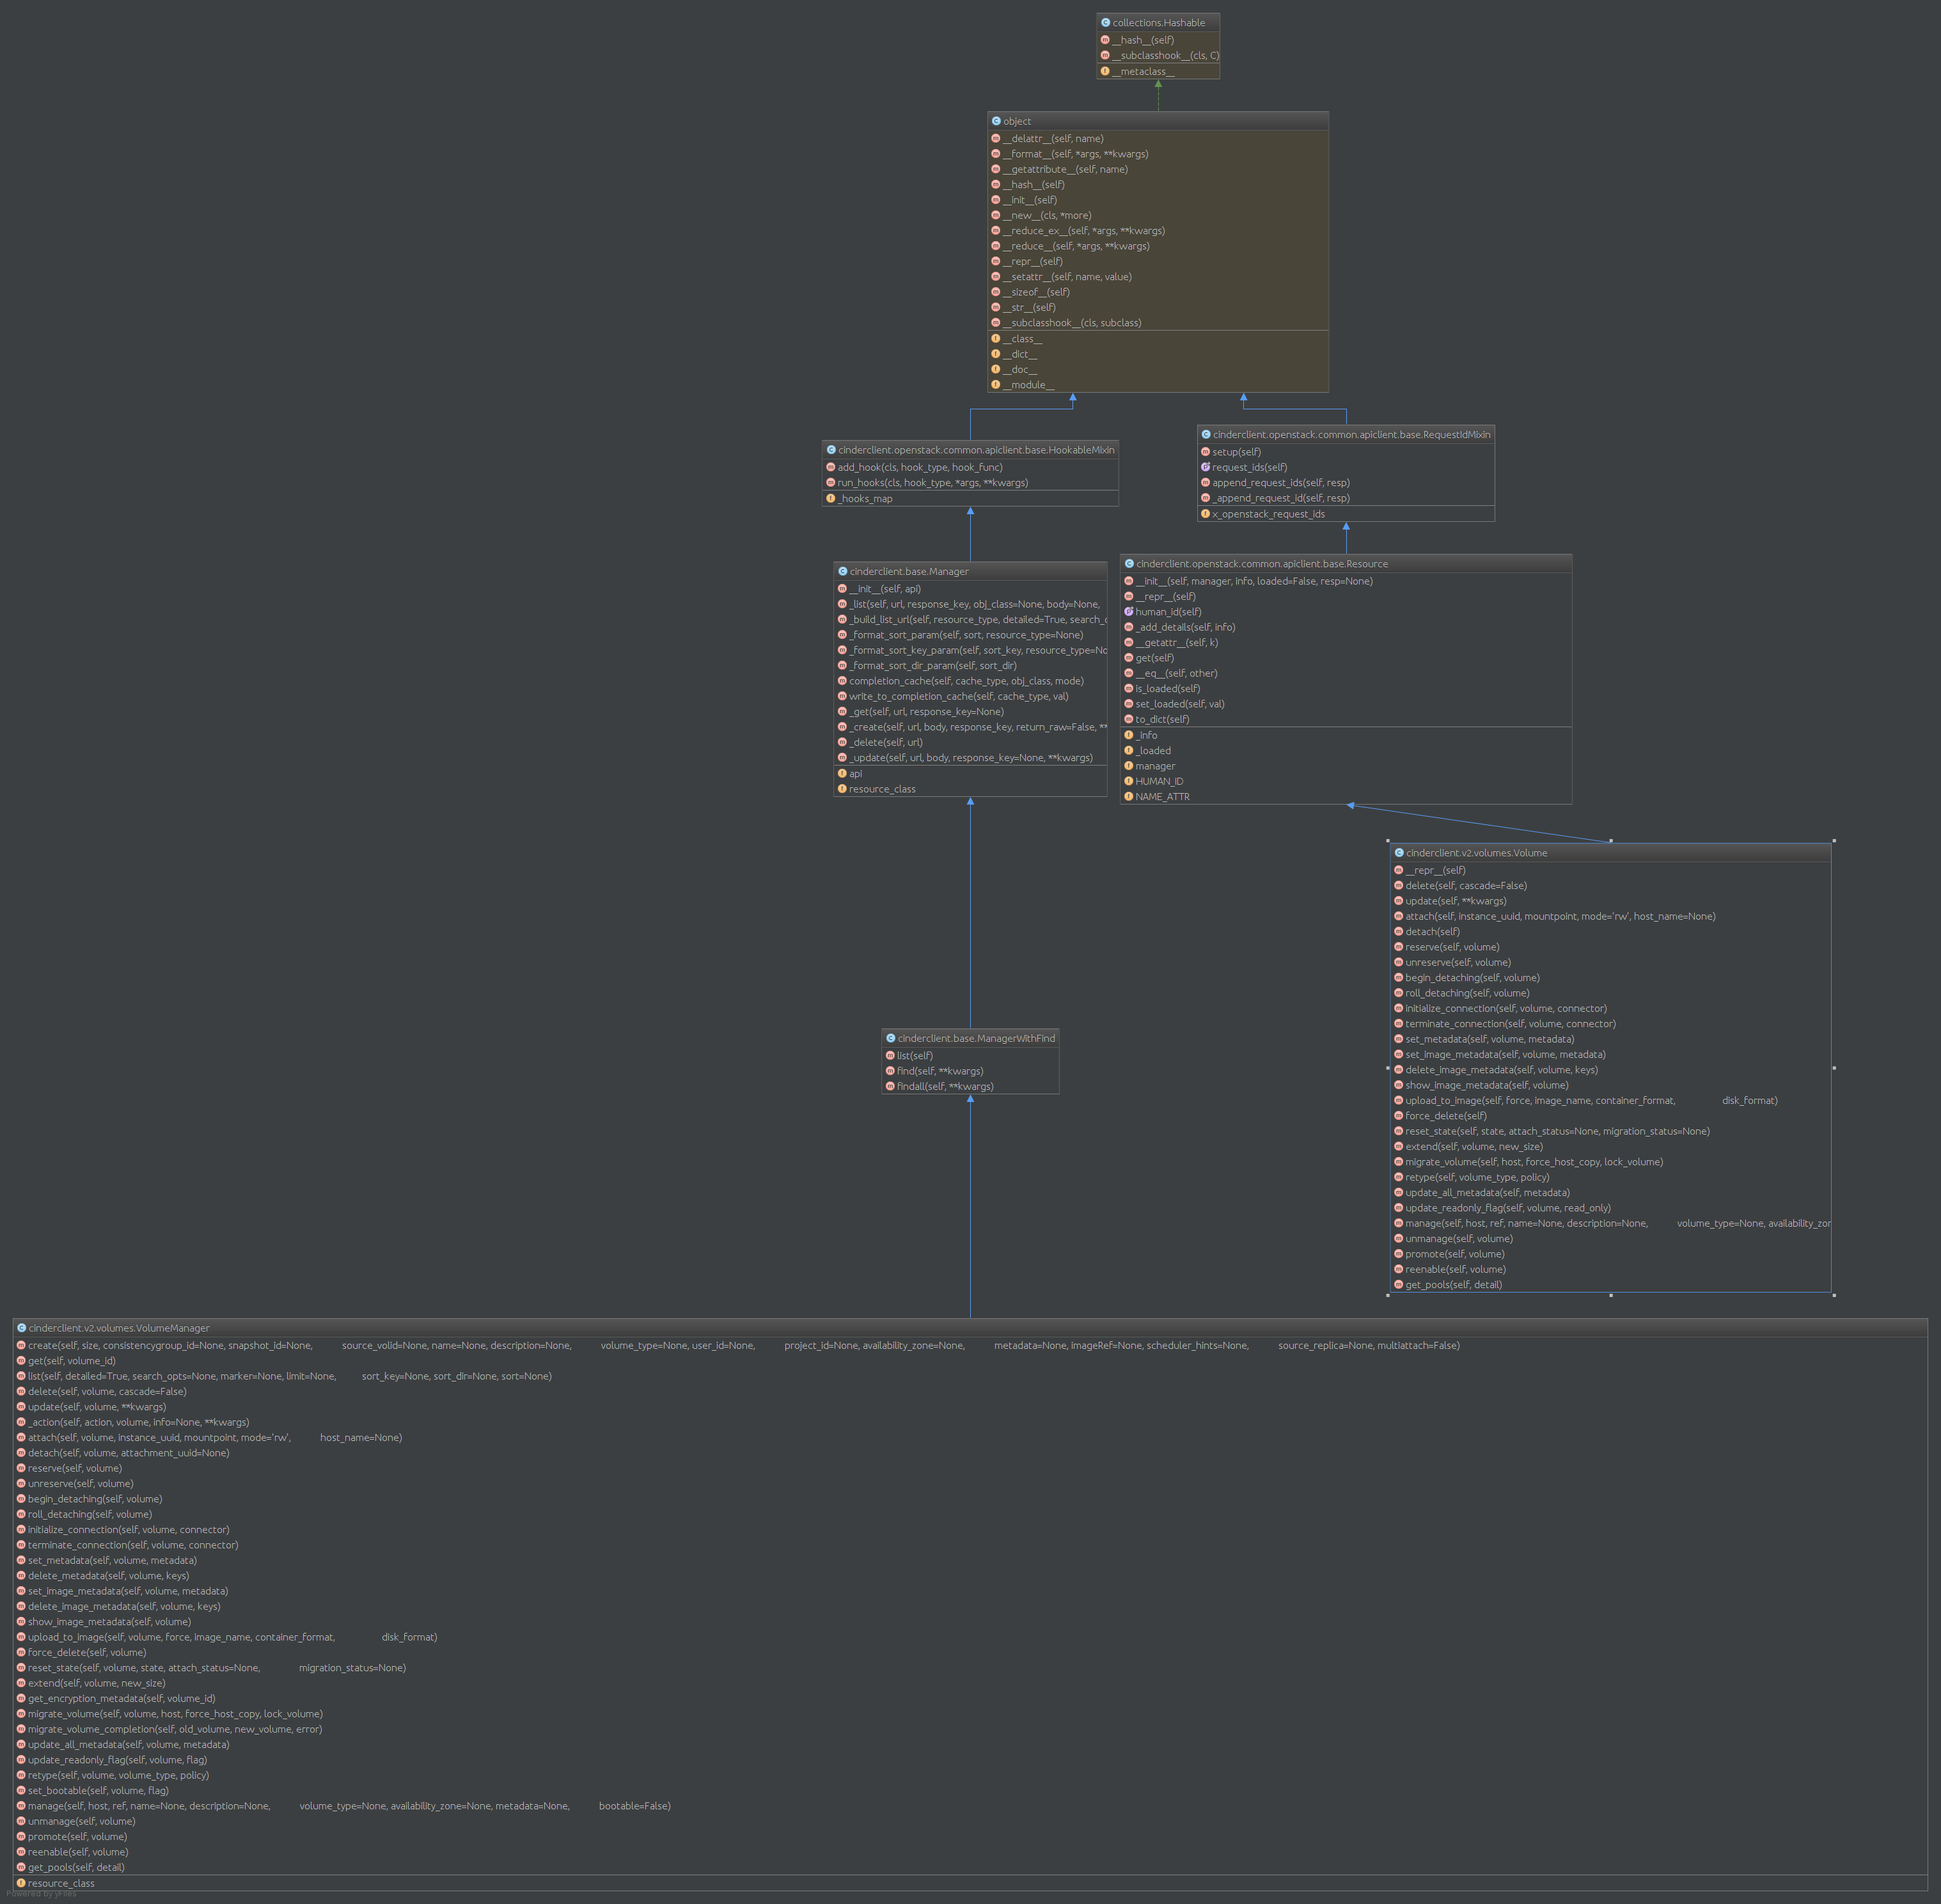 collections.Hashable
__hash__(self)
__subclasshook__(cls, C)
__metaclass__
object
__delattr__(self, name)
__format__(self, *args, **kwargs)
__getattribute__(self, name)
__hash__(self)
__init__(self)
__new__(cls, *more)
__reduce_ex__(self, *args, **kwargs)
__reduce__(self, *args, **kwargs)
__repr__(self)
__setattr__(self, name, value)
__sizeof__(self)
__str__(self)
__subclasshook__(cls, subclass)
__class__
__dict__
__doc__
__module__
cinderclient.openstack.common.apiclient.base.HookableMixin
add_hook(cls, hook_type, hook_func)
run_hooks(cls, hook_type, *args, **kwargs)
_hooks_map
cinderclient.openstack.common.apiclient.base.RequestIdMixin
setup(self)
request_ids(self)
append_request_ids(self, resp)
_append_request_id(self, resp)
x_openstack_request_ids
cinderclient.base.Manager
__init__(self, api)
_list(self, url, response_key, obj_class=None, body=None,
_build_list_url(self, resource_type, detailed=True, search_
_format_sort_param(self, sort, resource_type=None)
_format_sort_key_param(self, sort_key, resource_type=No
_format_sort_dir_param(self, sort_dir)
completion_cache(self, cache_type, obj_class, mode)
write_to_completion_cache(self, cache_type, val)
_get(self, url, response_key=None)
_create(self, url, body, response_key, return_raw=False, **
_delete(self, url)
_update(self, url, body, response_key=None, **kwargs)
api
resource_class
cinderclient.openstack.common.apiclient.base.Resource
__init__(self, manager, info, loaded=False, resp=None)
__repr__(self)
human_id(self)
_add_details(self, info)
__getattr__(self, k)
get(self)
__eq__(self, other)
is_loaded(self)
set_loaded(self, val)
to_dict(self)
_info
_loaded
manager
HUMAN_ID
NAME_ATTR
cinderclient.v2.volumes.Volume
__repr__(self)
delete(self, cascade=False)
update(self, **kwargs)
attach(self, instance_uuid, mountpoint, mode='rw', host_name=None)
detach(self)
reserve(self, volume)
unreserve(self, volume)
begin_detaching(self, volume)
roll_detaching(self, volume)
initialize_connection(self, volume, connector)
terminate_connection(self, volume, connector)
set_metadata(self, volume, metadata)
set_image_metadata(self, volume, metadata)
delete_image_metadata(self, volume, keys)
show_image_metadata(self, volume)
upload_to_image(self, force, image_name, container_format, disk_format)
force_delete(self)
reset_state(self, state, attach_status=None, migration_status=None)
extend(self, volume, new_size)
migrate_volume(self, host, force_host_copy, lock_volume)
retype(self, volume_type, policy)
update_all_metadata(self, metadata)
update_readonly_flag(self, volume, read_only)
manage(self, host, ref, name=None, description=None, volume_type=None, availability_zor
unmanage(self, volume)
promote(self, volume)
reenable(self, volume)
get_pools(self, detail)
cinderclient.base.ManagerWithFind
list(self)
find(self, **kwargs)
findall(self, **kwargs)
cinderclient.v2.volumes.VolumeManager
create(self, size, consistencygroup_id=None, snapshot_id=None, source_volid=None, name=None, description=None, volume_type=None, user_id=None, project_id=None, availability_zone=None, metadata=None, imageRef=None, scheduler_hints=None, source_replica=None, multiattach=False)
get(self, volume_id)
list(self, detailed=True, search_opts=None, marker=None, limit=None, sort_key=None, sort_dir=None, sort=None)
delete(self, volume, cascade=False)
update(self, volume, **kwargs)
_action(self, action, volume, info=None, **kwargs)
attach(self, volume, instance_uuid, mountpoint, mode='rw', host_name=None)
detach(self, volume, attachment_uuid=None)
reserve(self, volume)
unreserve(self, volume)
begin_detaching(self, volume)
roll_detaching(self, volume)
initialize_connection(self, volume, connector)
terminate_connection(self, volume, connector)
set_metadata(self, volume, metadata)
delete_metadata(self, volume, keys)
set_image_metadata(self, volume, metadata)
delete_image_metadata(self, volume, keys)
show_image_metadata(self, volume)
upload_to_image(self, volume, force, image_name, container_format, disk_format)
force_delete(self, volume)
reset_state(self, volume, state, attach_status=None, migration_status=None)
extend(self, volume, new_size)
get_encryption_metadata(self, volume_id)
migrate_volume(self, volume, host, force_host_copy, lock_volume)
migrate_volume_completion(self, old_volume, new_volume, error)
update_all_metadata(self, volume, metadata)
update_readonly_flag(self, volume, flag)
retype(self, volume, volume_type, policy)
set_bootable(self, volume, flag)
manage(self, host, ref, name=None, description=None, volume_type=None, availability_zone=None, metadata=None, bootable=False)
unmanage(self, volume)
promote(self, volume)
reenable(self, volume)
get_pools(self, detail)
resource_class
Powered by yFiles